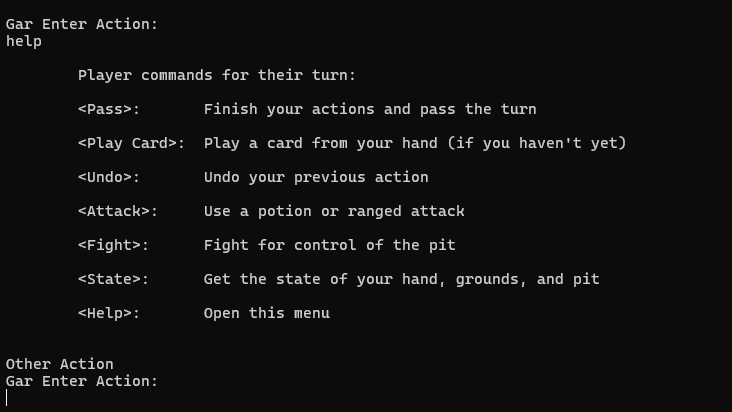 Gar Enter Action:
help
Player commands for their turn:
<Pass>: Finish your actions and pass the turn
<Play Card>: Play a card from your hand (if you haven't yet)
<Undo>: Undo your previous action
<Attack>: Use a potion or ranged attack
<Fight>: Fight for control of the pit
<State>: Get the state of your hand, grounds, and pit
<Help>: Open this menu
Other Action
Gar Enter Action: